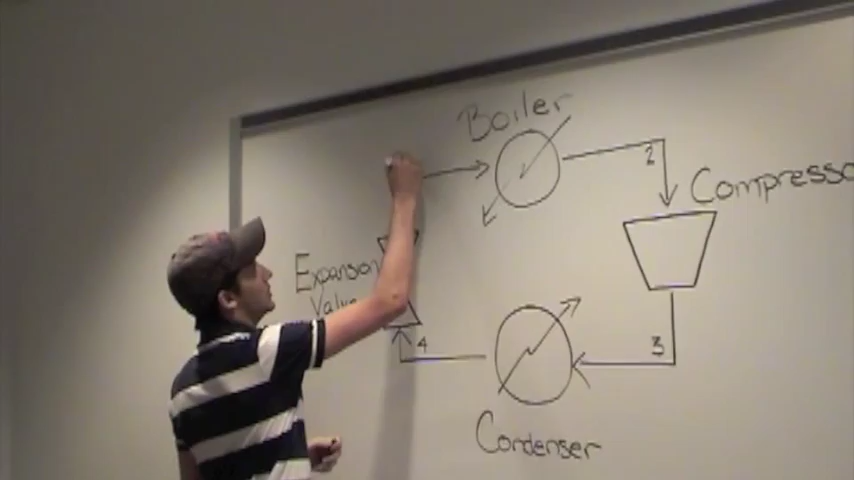 Boiler
2
Compresso
Expansion
Valve
4
3
Condenser